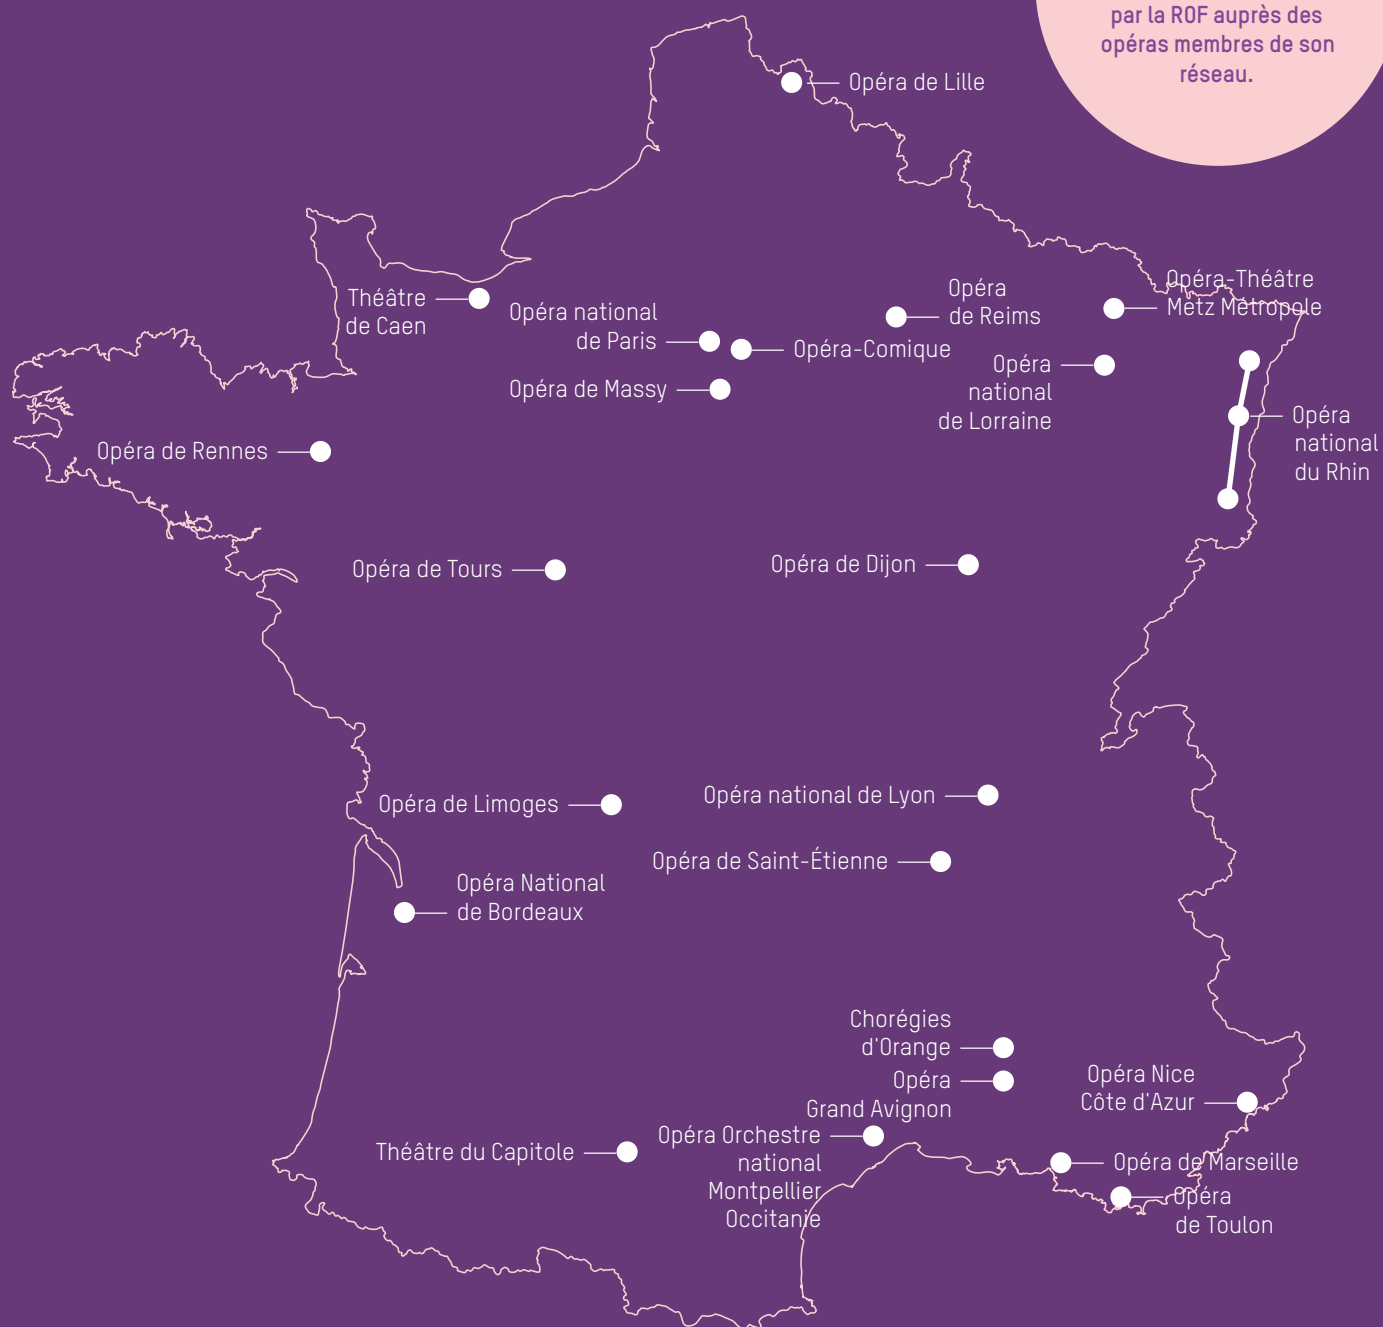 par la ROF auprès des
opéras membres de son
réseau.
Opéra de Lille
Théâtre
de Caen
Opéra national
de Paris
Opéra-Comique
Opéra de Massy
Opéra
de Reims
Opéra-Théâtre
Metz Métropole
Opéra
national
de Lorraine
Opéra
national
du Rhin
Opéra de Rennes
Opéra de Tours
Opéra de Dijon
Opéra de Limoges
Opéra national de Lyon
Opéra de Saint-Étienne
Opéra National
de Bordeaux
Chorégies
d'Orange
Opéra
Grand Avignon
Opéra Nice
Côte d'Azur
Théâtre du Capitole
Opéra Orchestre
national
Montpellier
Occitanie
Opéra de Marseille
Opéra
de Toulon